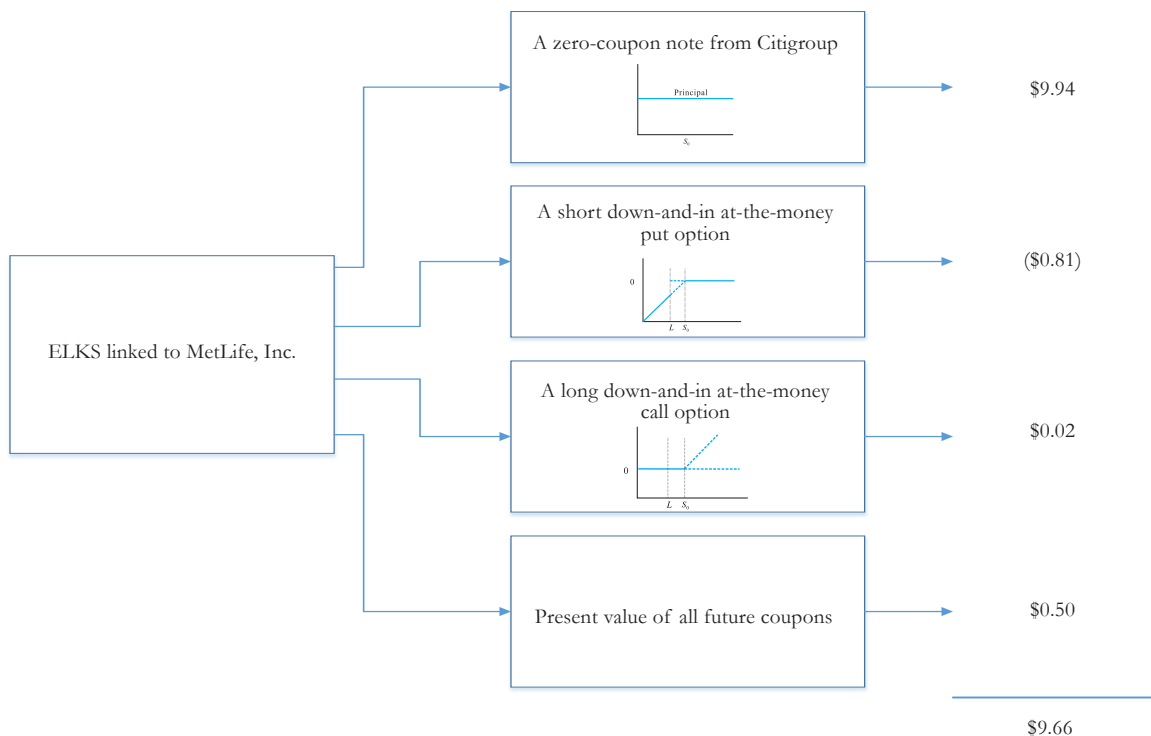 A zero-coupon note from Citigroup
Principal
S₀
$9.94
A short down-and-in at-the-money
put option
0
L S₀
($0.81)
ELKS linked to MetLife, Inc.
A long down-and-in at-the-money
call option
0
L S₀
$0.02
Present value of all future coupons
$0.50
$9.66